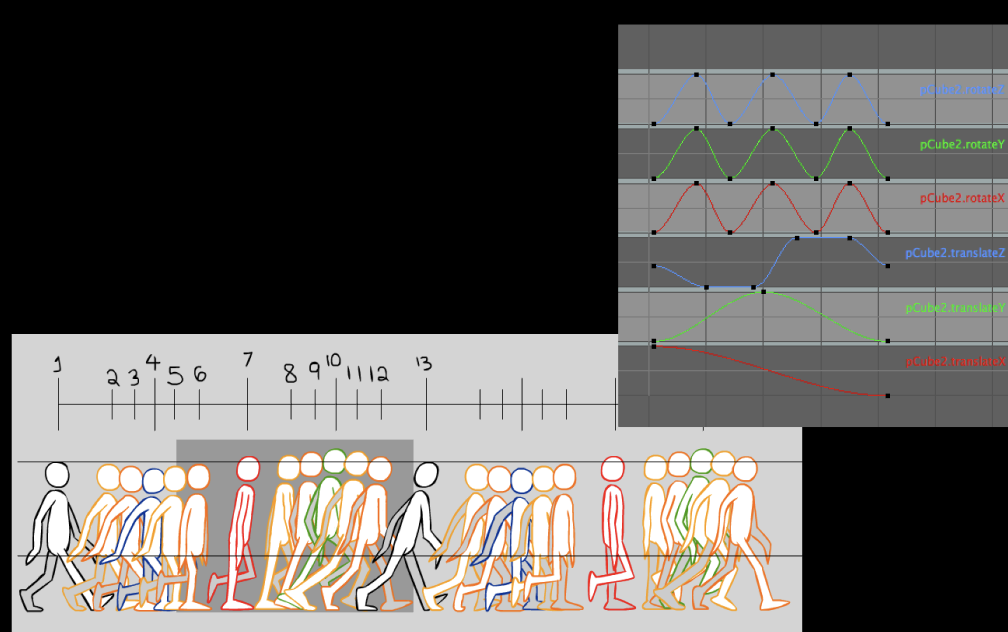 pCube2.rotateZ
pCube2.rotateY
pCube2.rotateX
pCube2.translateZ
pCube2.translateY
pCube2.translateX
1 2 3 4 5 6 7 8 9 10 11 12 13